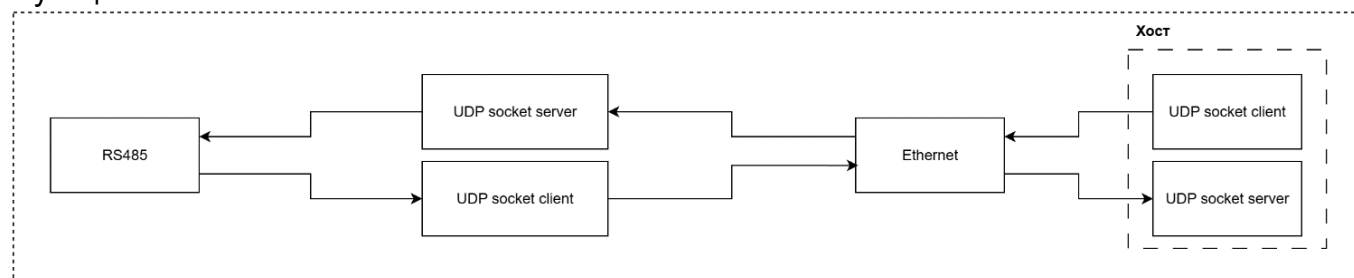 Хост
UDP socket server
UDP socket client
RS485
Ethernet
UDP socket client
UDP socket server